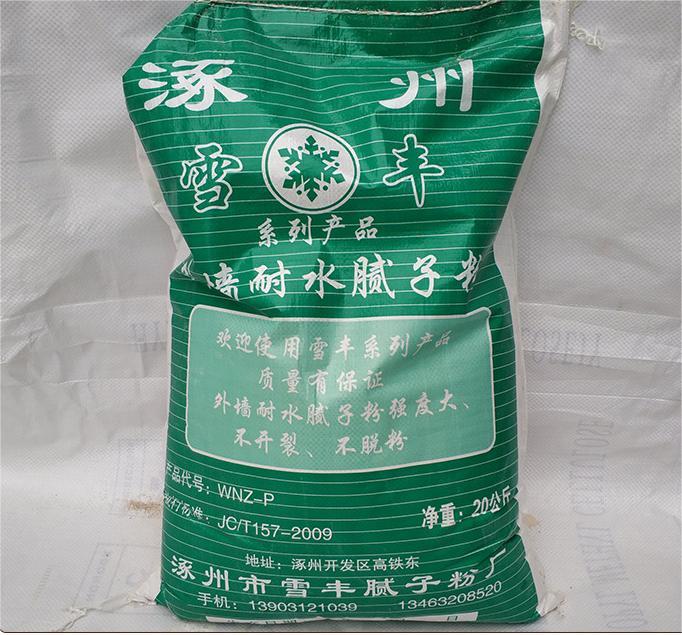 涿州
雪丰
系列产品
墙耐水腻子粉
欢迎使用雪丰系列产品
质量有保证
外墙耐水腻子粉强度大、
不开裂、不脱粉
产品代号：WNZ-P
净重：20公斤
执行标准：JC/T157-2009
地址：涿州开发区高铁东
涿州市雪丰腻子粉厂
手机：13903121039 13463208520